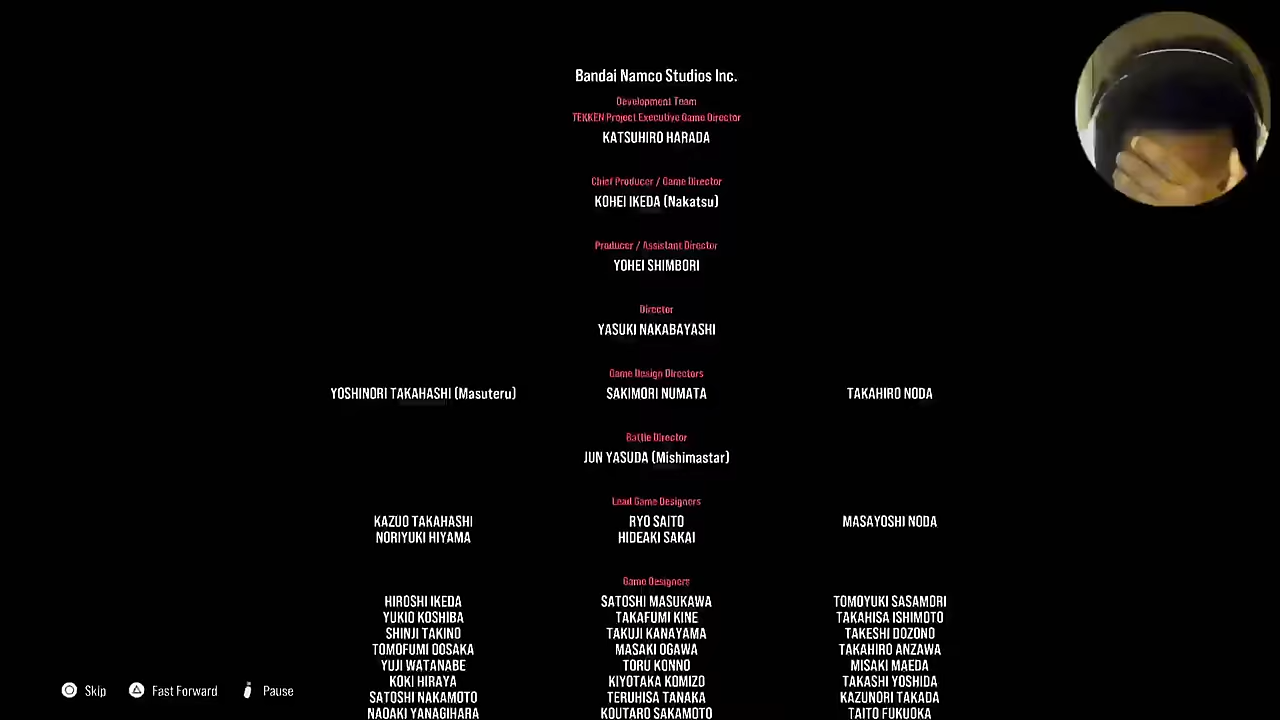 Bandai Namco Studios Inc.
Development Team
TEKKEN Project Executive Game Director
KATSUHIRO HARADA
Chief Producer / Game Director
KOHEI IKEDA (Nakatsu)
Producer / Assistant Director
YOHEI SHIMBORI
Director
YASUKI NAKABAYASHI
Game Design Directors
YOSHINORI TAKAHASHI (Masuteru) SAKIMORI NUMATA TAKAHIRO NODA
Battle Director
JUN YASUDA (Mishimastar)
Lead Game Designers
KAZUO TAKAHASHI RYO SAITO MASAYOSHI NODA
NORIYUKI HIYAMA HIDEAKI SAKAI
Game Designers
HIROSHI IKEDA SATOSHI MASUKAWA TOMOYUKI SASAMORI
YUKIO KOSHIBA TAKAFUMI KINE TAKAHISA ISHIMOTO
SHINJI TAKINO TAKUJI KANAYAMA TAKESHI DOZONO
TOMOFUMI OOSAKA MASAKI OGAWA TAKAHIRO ANZAWA
YUJI WATANABE TORU KONNO MISAKI MAEDA
KOKI HIRAYA KIYOTAKA KOMIZO TAKASHI YOSHIDA
SATOSHI NAKAMOTO TERUHISA TANAKA KAZUNORI TAKADA
NAOAKI YANAGIHARA KOUTARO SAKAMOTO TAITO FUKUOKA
Skip Fast Forward Pause